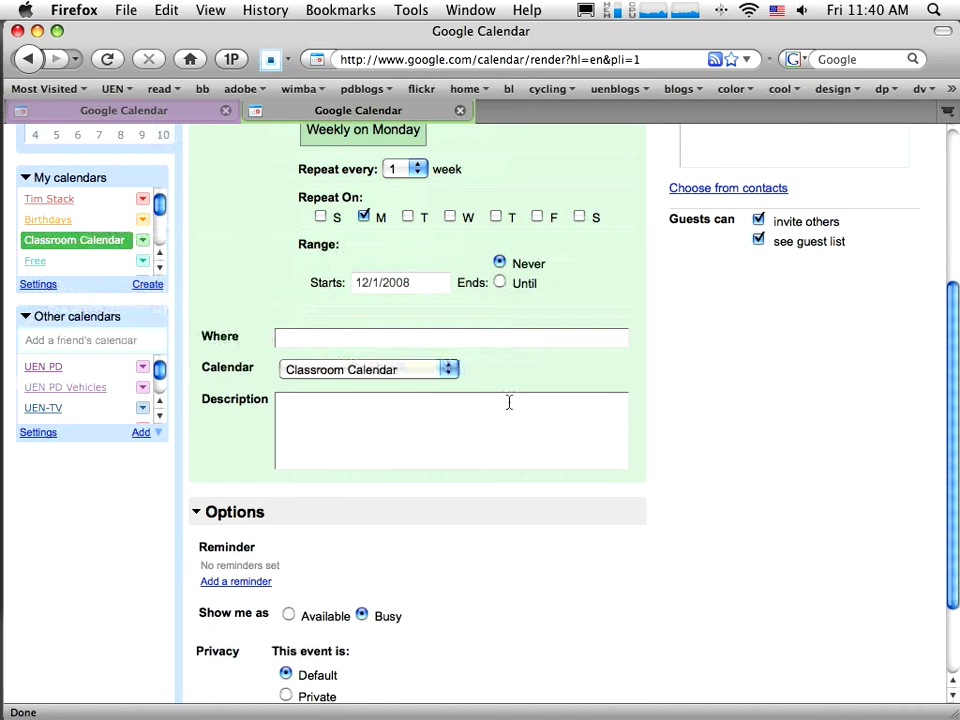 Firefox File Edit View History Bookmarks Tools Window Help Fri 11:40 AM
Google Calendar
1P http://www.google.com/calendar/render?hl=en&pli=1 Google
Most Visited UEN read bb adobe wimba pdblogs flickr home bl cycling uenblogs blogs color cool design dp dv »
Google Calendar Google Calendar
4 5 6 7 8 9 10
My calendars
Tim Stack
Birthdays
Classroom Calendar
Free
Settings Create
Other calendars
Add a friend's calendar
UEN PD
UEN PD Vehicles
UEN-TV
Settings Add
Weekly on Monday
Repeat every: 1 week
Repeat On:
S M T W T F S
Range:
Never
Starts: 12/1/2008 Ends: Until
Where
Calendar Classroom Calendar
Description
Options
Reminder
No reminders set
Add a reminder
Show me as Available Busy
Privacy This event is:
Default
Private
Choose from contacts
Guests can invite others
see guest list
Done